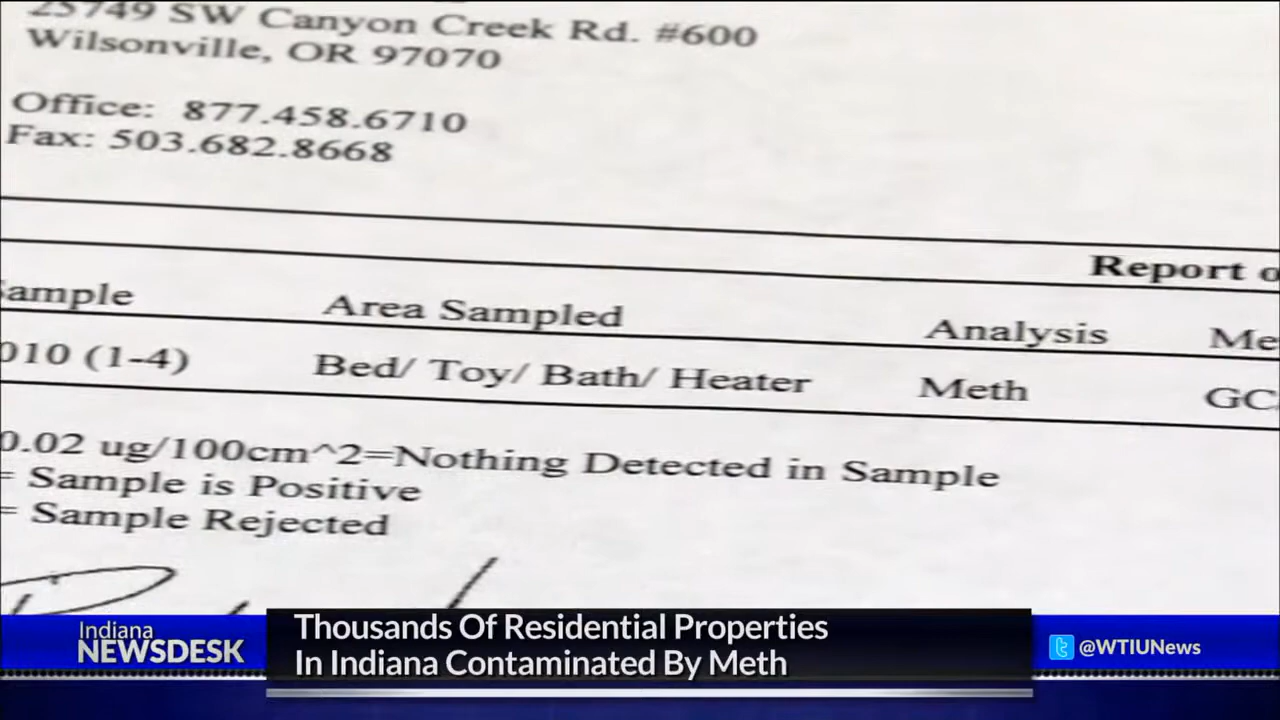 25749 SW Canyon Creek Rd. #600
Wilsonville, OR 97070
Office: 877.458.6710
Fax: 503.682.8668
Report
Sample Area Sampled Analysis
010 (1-4) Bed/ Toy/ Bath/ Heater Meth GC
0.02 ug/100cm^2=Nothing Detected in Sample
= Sample is Positive
= Sample Rejected
Indiana
NEWSDESK
Thousands Of Residential Properties
In Indiana Contaminated By Meth
@WTIUNews